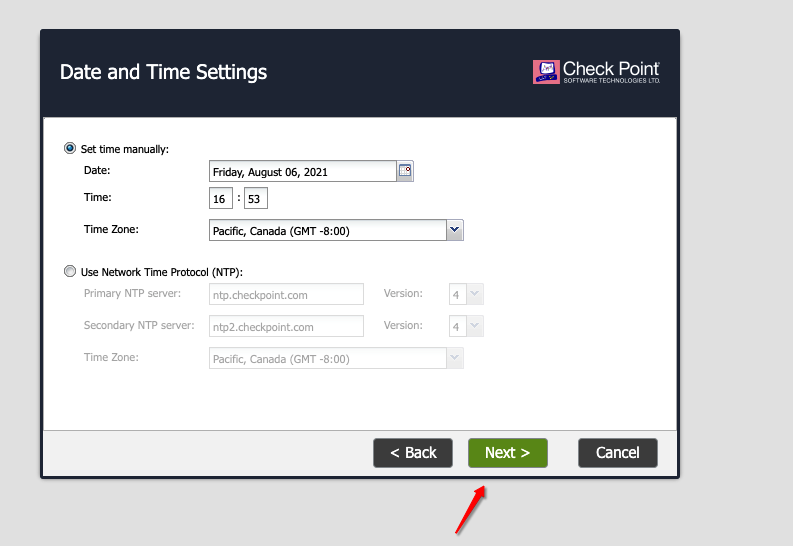 Date and Time Settings
Check Point
SOFTWARE TECHNOLOGIES LTD.
Set time manually:
Date: Friday, August 06, 2021
Time: 16 : 53
Time Zone: Pacific, Canada (GMT -8:00)
Use Network Time Protocol (NTP):
Primary NTP server: ntp.checkpoint.com Version: 4
Secondary NTP server: ntp2.checkpoint.com Version: 4
Time Zone: Pacific, Canada (GMT -8:00)
< Back Next > Cancel